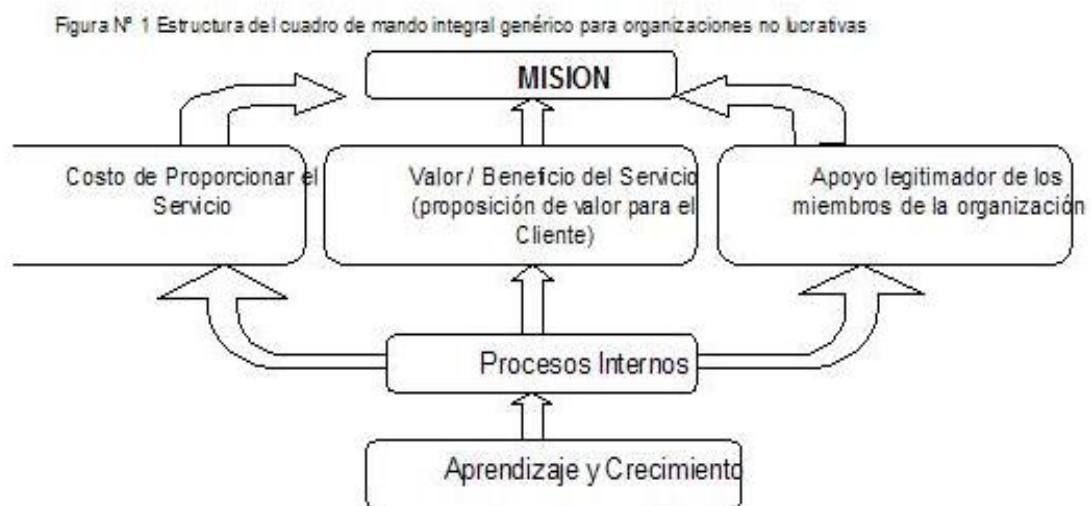 Figura Nº 1 Estructura del cuadro de mando integral genérico para organizaciones no lucrativas
MISION
Costo de Proporcionar el
Servicio
Valor / Beneficio del Servicio
(proposición de valor para el
Cliente)
Apoyo legitimador de los
miembros de la organización
Procesos Internos
Aprendizaje y Crecimiento